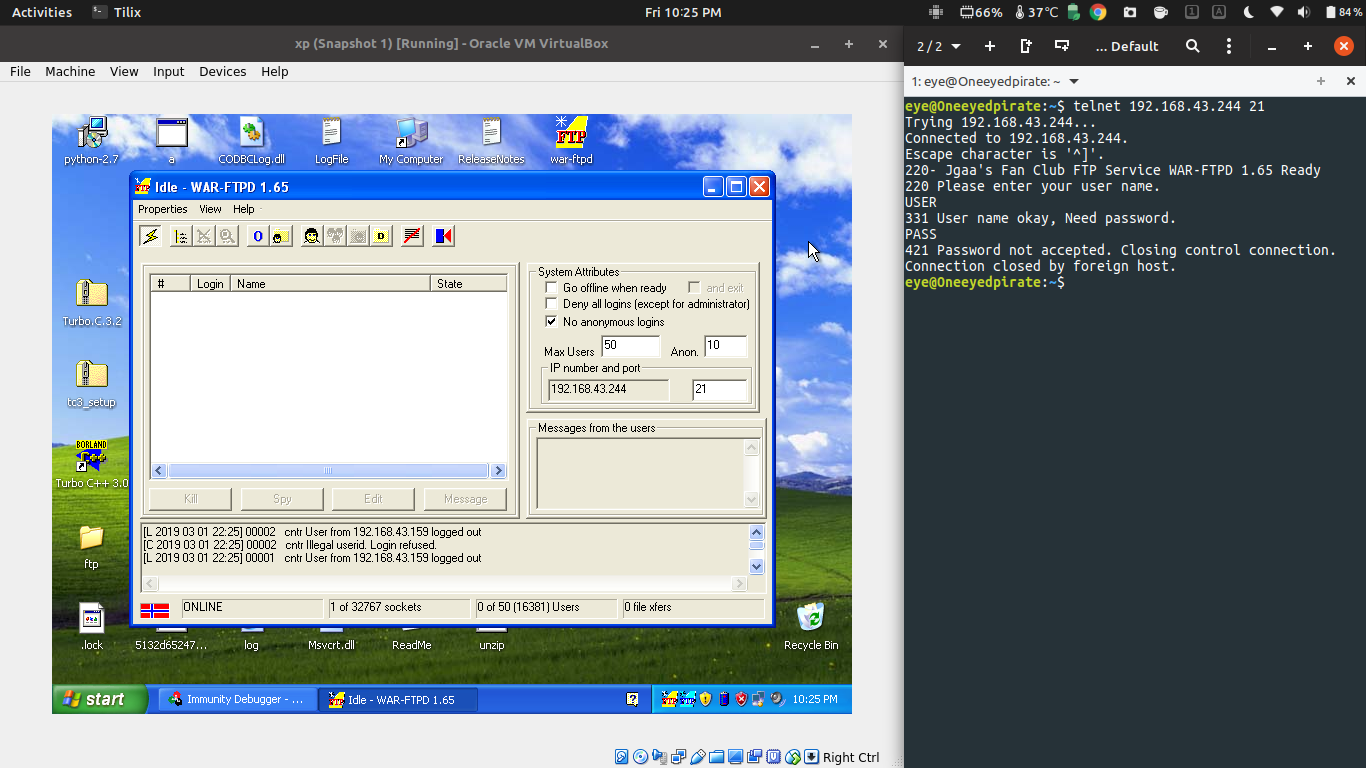 Activities
Tilix
Fri 10:25 PM
66%
37°C
84 %
xp (Snapshot 1) [Running] - Oracle VM VirtualBox
File Machine View Input Devices Help
python-2.7
a
CODBCLog.dll
LogFile
My Computer
ReleaseNotes
FTP
war-ftpd
Turbo.C.3.2
tc3_setup
BORLAND
C++
Turbo C++ 3.0
ftp
.lock
5132d65247...
log
Msvcrt.dll
ReadMe
unzip
Recycle Bin
Idle - WAR-FTPD 1.65
Properties View Help
# Login Name State
Kill Spy Edit Message
System Attributes
Go offline when ready and exit
Deny all logins (except for administrator)
No anonymous logins
Max Users 50 Anon. 10
IP number and port
192.168.43.244 21
Messages from the users
[L 2019 03 01 22:25] 00002 cntr User from 192.168.43.159 logged out
[C 2019 03 01 22:25] 00002 cntr Illegal userid. Login refused.
[L 2019 03 01 22:25] 00001 cntr User from 192.168.43.159 logged out
ONLINE 1 of 32767 sockets 0 of 50 (16381) Users 0 file xfers
start
Immunity Debugger - ...
Idle - WAR-FTPD 1.65
10:25 PM
Right Ctrl
2 / 2
... Default
1: eye@Oneeyedpirate: ~
eye@Oneeyedpirate:~$ telnet 192.168.43.244 21
Trying 192.168.43.244...
Connected to 192.168.43.244.
Escape character is '^]'.
220- Jgaa's Fan Club FTP Service WAR-FTPD 1.65 Ready
220 Please enter your user name.
USER
331 User name okay, Need password.
PASS
421 Password not accepted. Closing control connection.
Connection closed by foreign host.
eye@Oneeyedpirate:~$